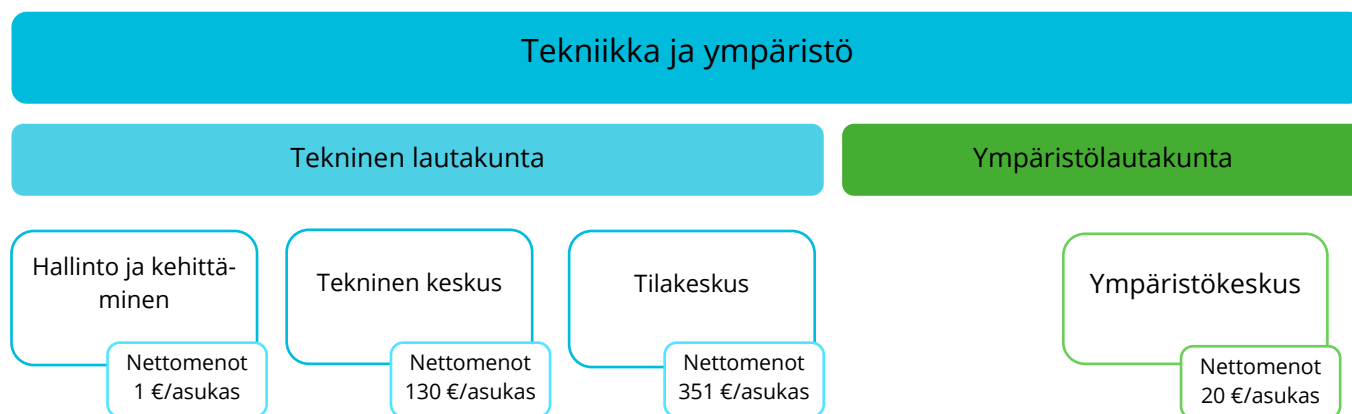 Tekniikka ja ympäristö
Tekninen lautakunta
Ympäristölautakunta
Hallinto ja kehittä-
minen
Nettomenot
1 €/asukas
Tekninen keskus
Nettomenot
130 €/asukas
Tilakeskus
Nettomenot
351 €/asukas
Ympäristökeskus
Nettomenot
20 €/asukas